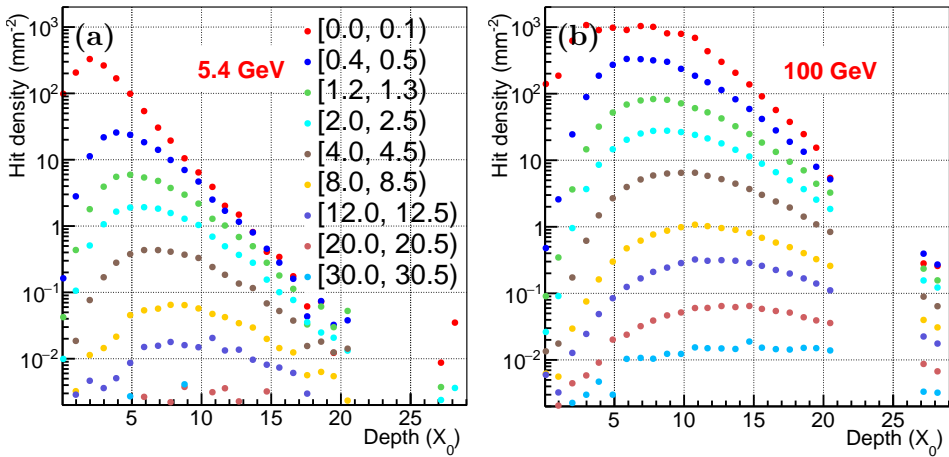 (a)
5.4 GeV
Hit density (mm⁻²)
10³
10²
10
1
10⁻¹
10⁻²
[0.0, 0.1)
[0.4, 0.5)
[1.2, 1.3)
[2.0, 2.5)
[4.0, 4.5)
[8.0, 8.5)
[12.0, 12.5)
[20.0, 20.5)
[30.0, 30.5)
0 5 10 15 20 25
Depth (X₀)
(b)
100 GeV
Hit density (mm⁻²)
10³
10²
10
1
10⁻¹
10⁻²
5 10 15 20 25
Depth (X₀)